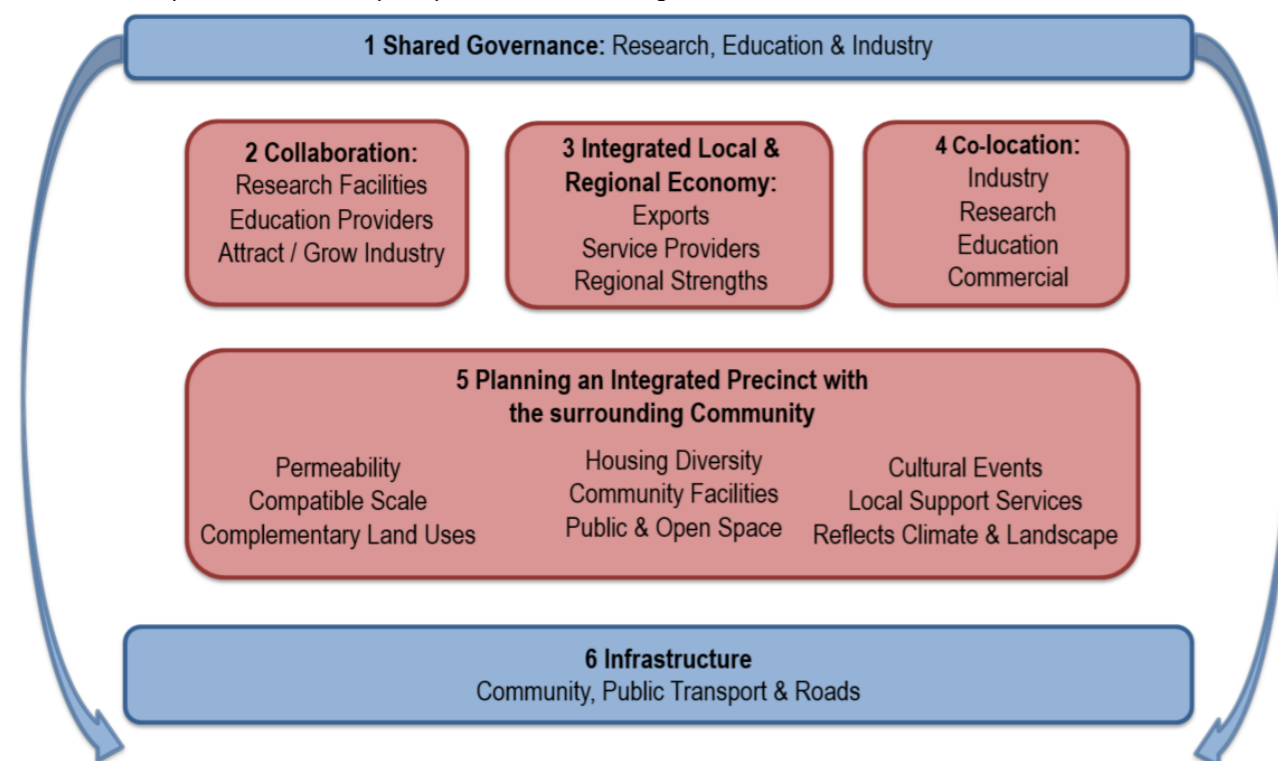 1 Shared Governance: Research, Education & Industry
2 Collaboration:
Research Facilities
Education Providers
Attract / Grow Industry
3 Integrated Local &
Regional Economy:
Exports
Service Providers
Regional Strengths
4 Co-location:
Industry
Research
Education
Commercial
5 Planning an Integrated Precinct with
the surrounding Community
Permeability
Compatible Scale
Complementary Land Uses
Housing Diversity
Community Facilities
Public & Open Space
Cultural Events
Local Support Services
Reflects Climate & Landscape
6 Infrastructure
Community, Public Transport & Roads